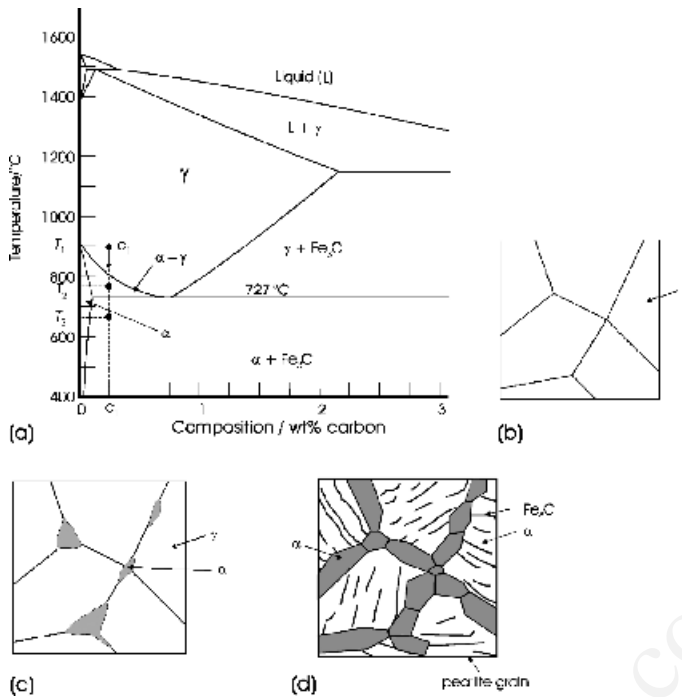 1600
Liquid (L)
1400
L + γ
1200
γ
1000
T₁
c₁
γ + Fe₃C
α – γ
800
T₂
727 °C
T₃
α
600
α + Fe₃C
400
0
C
1
2
3
Temperature/°C
Composition / wt% carbon
(a)
(b)
γ
α
(c)
α
Fe₃C
α
pearlite grain
(d)
co